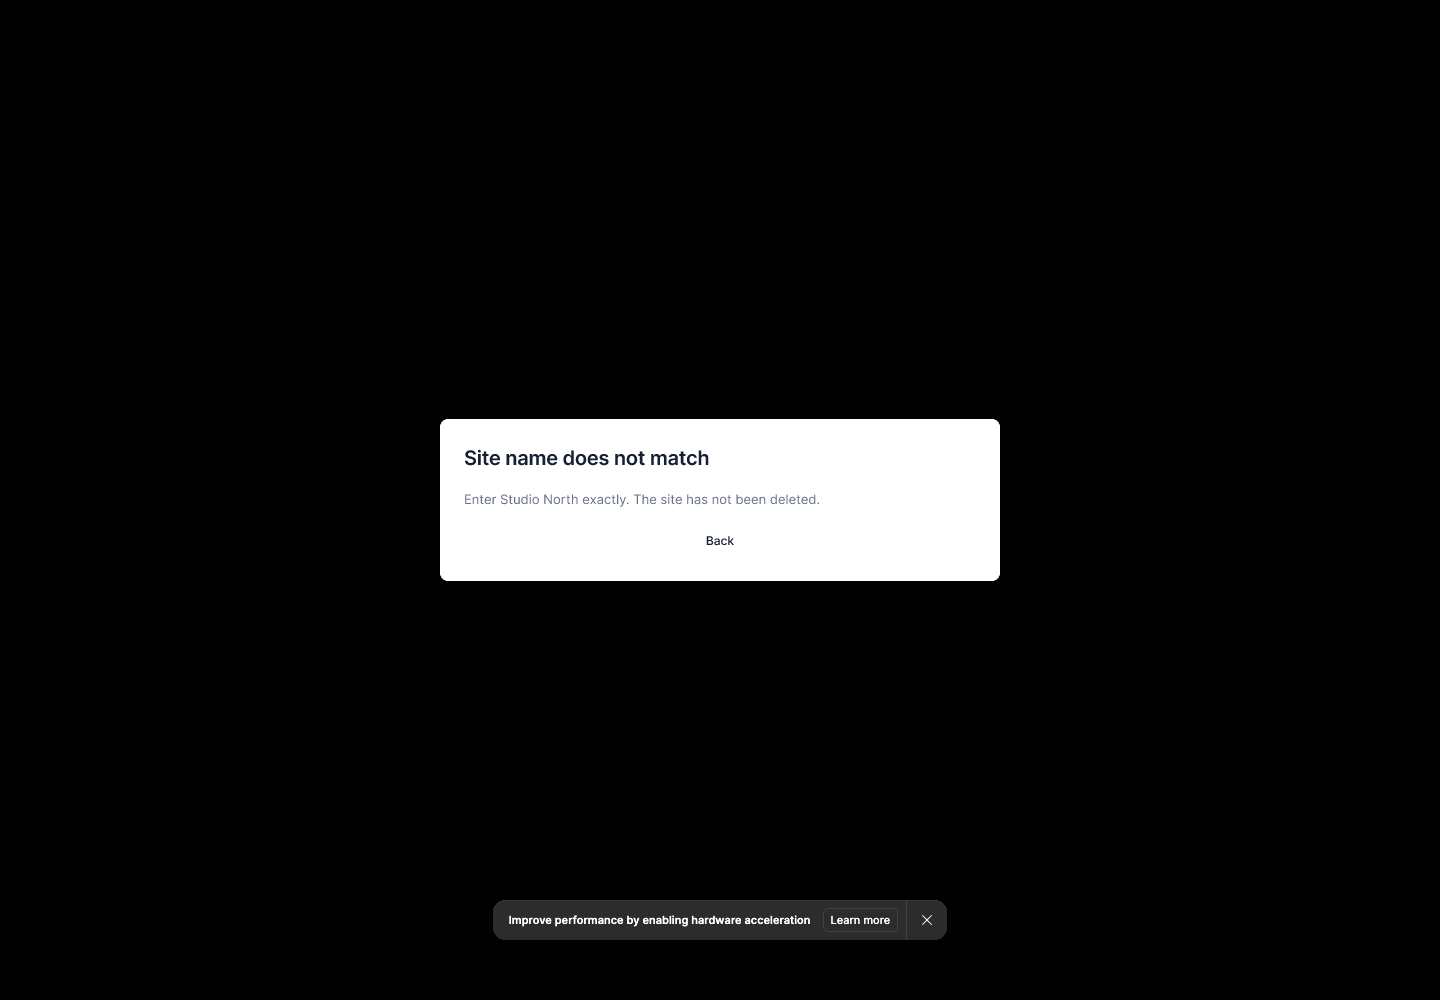 Site name does not match
Enter Studio North exactly. The site has not been deleted.
Back
Improve performance by enabling hardware acceleration Learn more